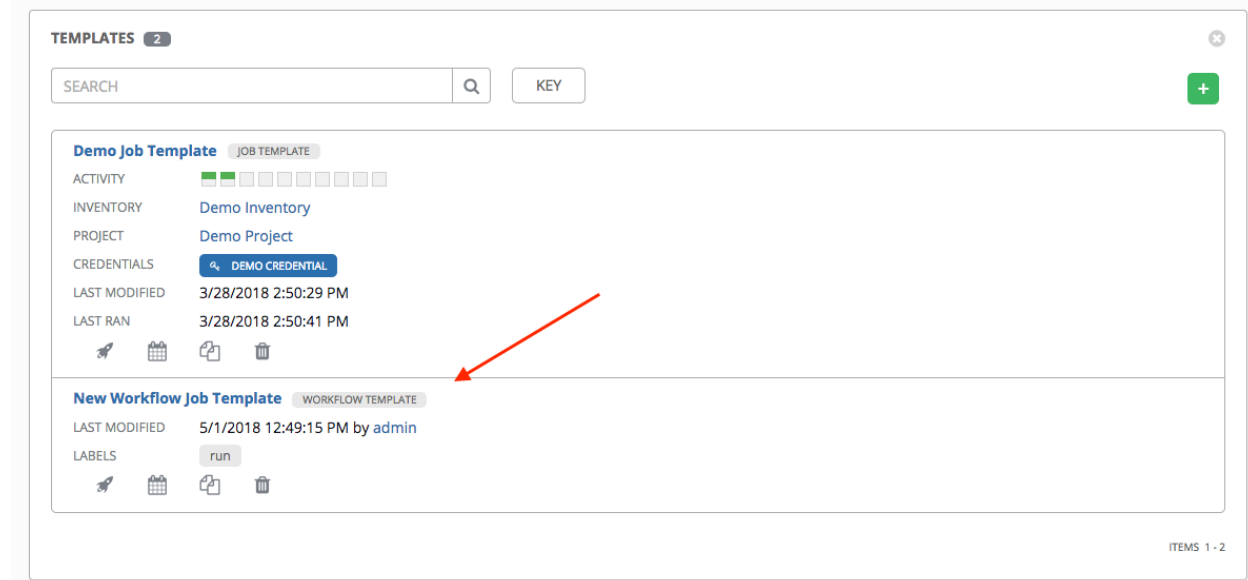 TEMPLATES 2
SEARCH KEY +
Demo Job Template JOB TEMPLATE
ACTIVITY
INVENTORY Demo Inventory
PROJECT Demo Project
CREDENTIALS DEMO CREDENTIAL
LAST MODIFIED 3/28/2018 2:50:29 PM
LAST RAN 3/28/2018 2:50:41 PM
New Workflow Job Template WORKFLOW TEMPLATE
LAST MODIFIED 5/1/2018 12:49:15 PM by admin
LABELS run
ITEMS 1 - 2